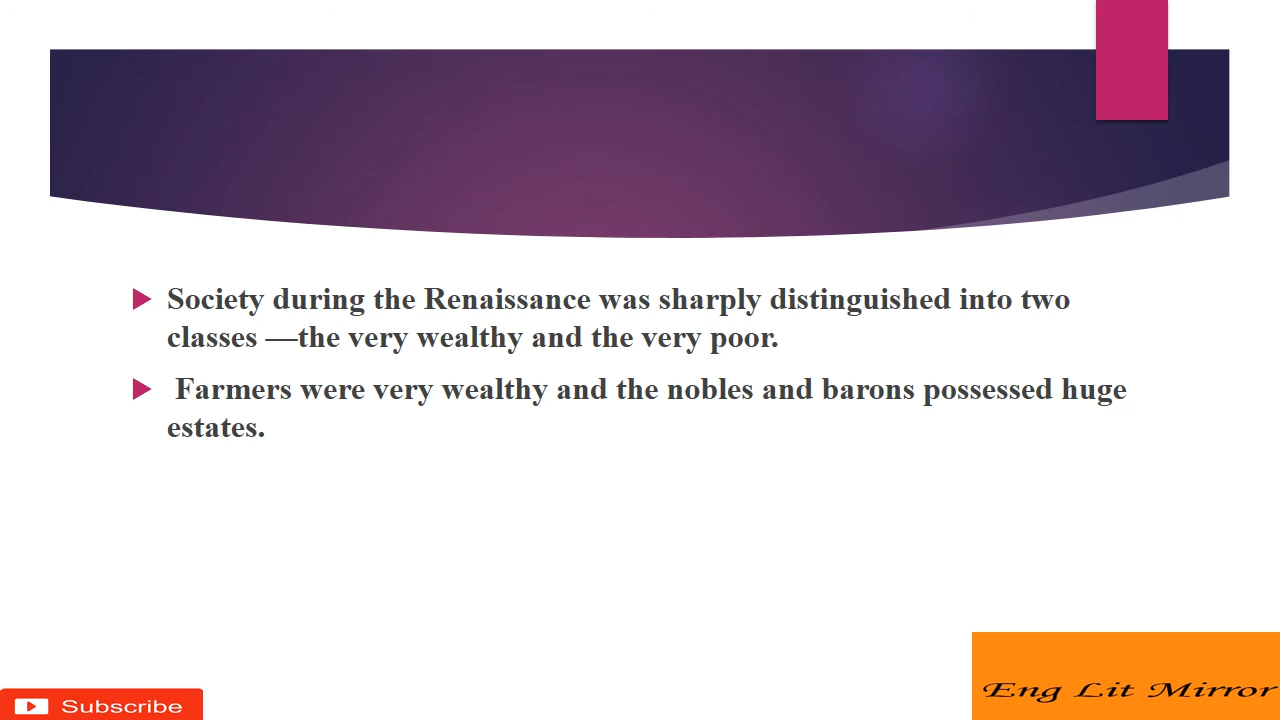 Society during the Renaissance was sharply distinguished into two
classes —the very wealthy and the very poor.
Farmers were very wealthy and the nobles and barons possessed huge
estates.
Eng Lit Mirror
Subscribe